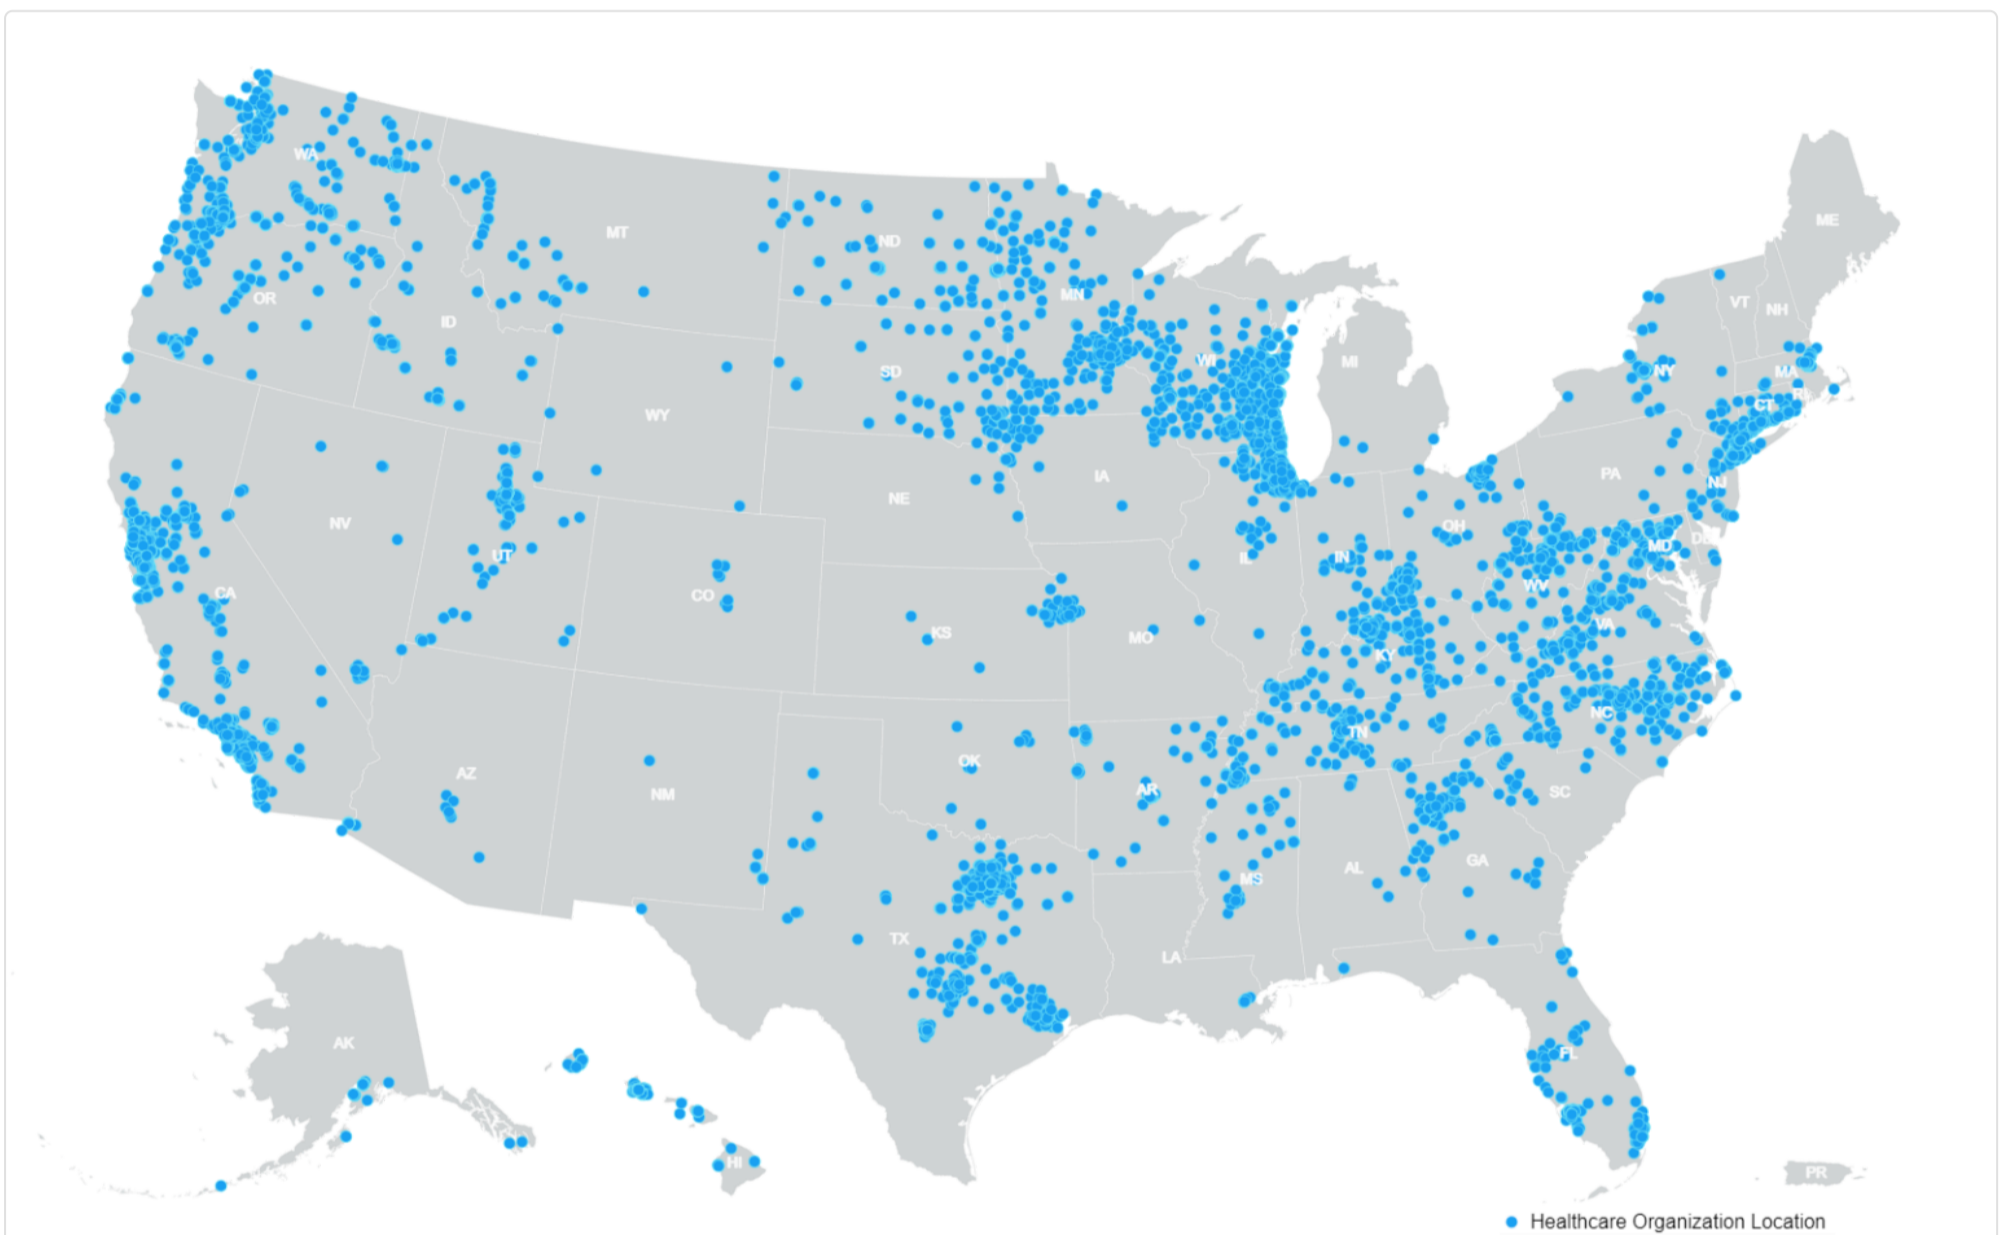 WA
ME
MT
ND
VT
NH
MN
OR
ID
WI
MI
SD
NY
MA
RI
CT
WY
IA
PA
NJ
NE
NV
OH
DE
MD
UT
IL
IN
WV
CA
CO
VA
KS
MO
KY
NC
TN
OK
AZ
NM
AR
SC
GA
AL
MS
TX
LA
AK
FL
HI
PR
Healthcare Organization Location